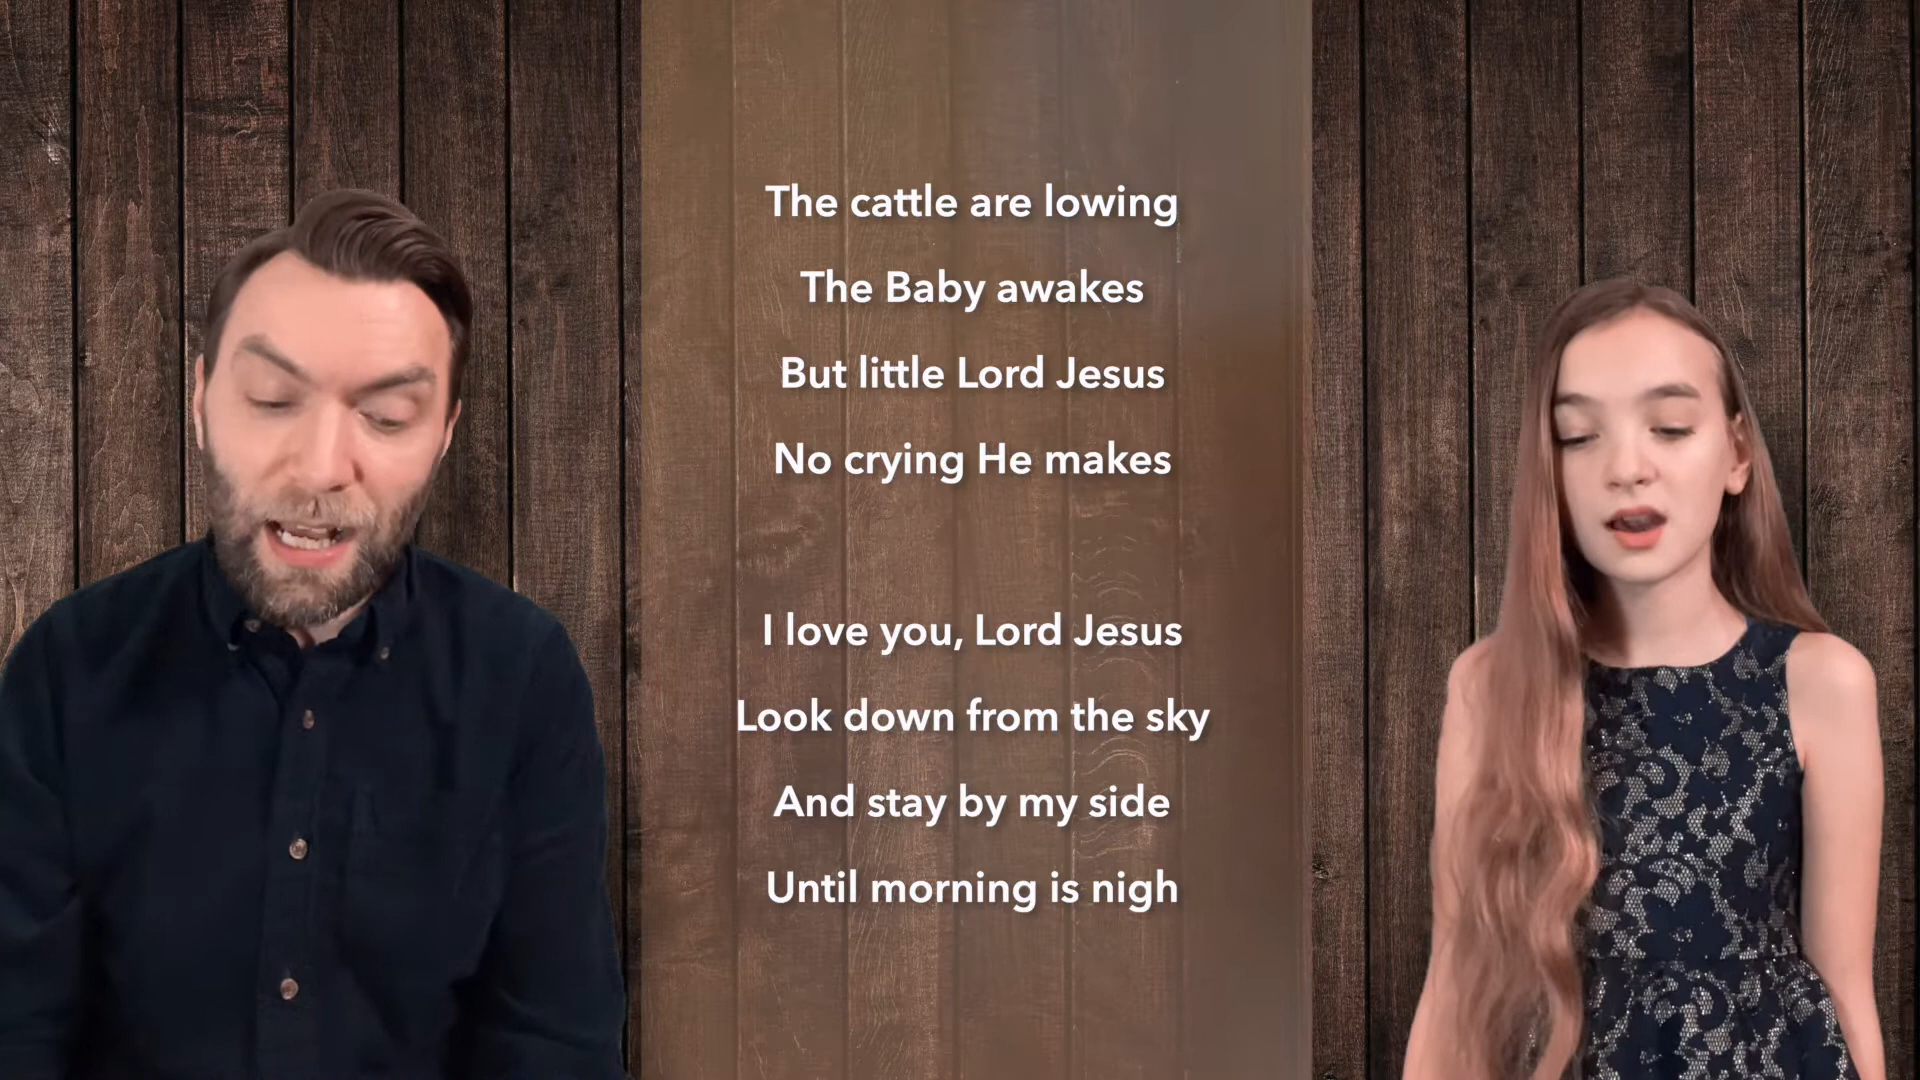 The cattle are lowing
The Baby awakes
But little Lord Jesus
No crying He makes
I love you, Lord Jesus
Look down from the sky
And stay by my side
Until morning is nigh